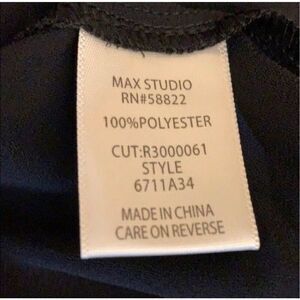 MAX STUDIO
RN#58822
100%POLYESTER
CUT:R3000061
STYLE
6711A34
MADE IN CHINA
CARE ON REVERSE